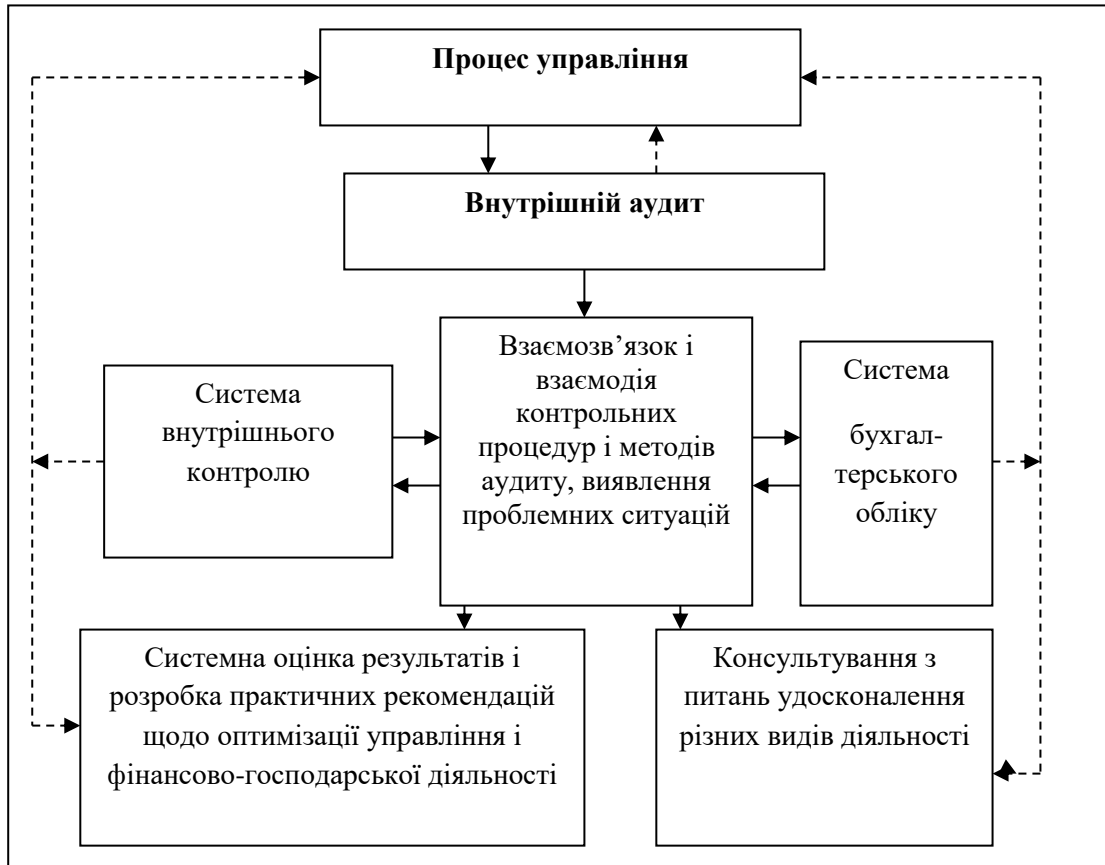 Процес управління
Внутрішній аудит
Взаємозв’язок і
взаємодія
контрольних
процедур і методів
аудиту, виявлення
проблемних ситуацій
Система
внутрішнього
контролю
Система
бухгал-
терського
обліку
Системна оцінка результатів і
розробка практичних рекомендацій
щодо оптимізації управління і
фінансово-господарської діяльності
Консультування з
питань удосконалення
різних видів діяльності